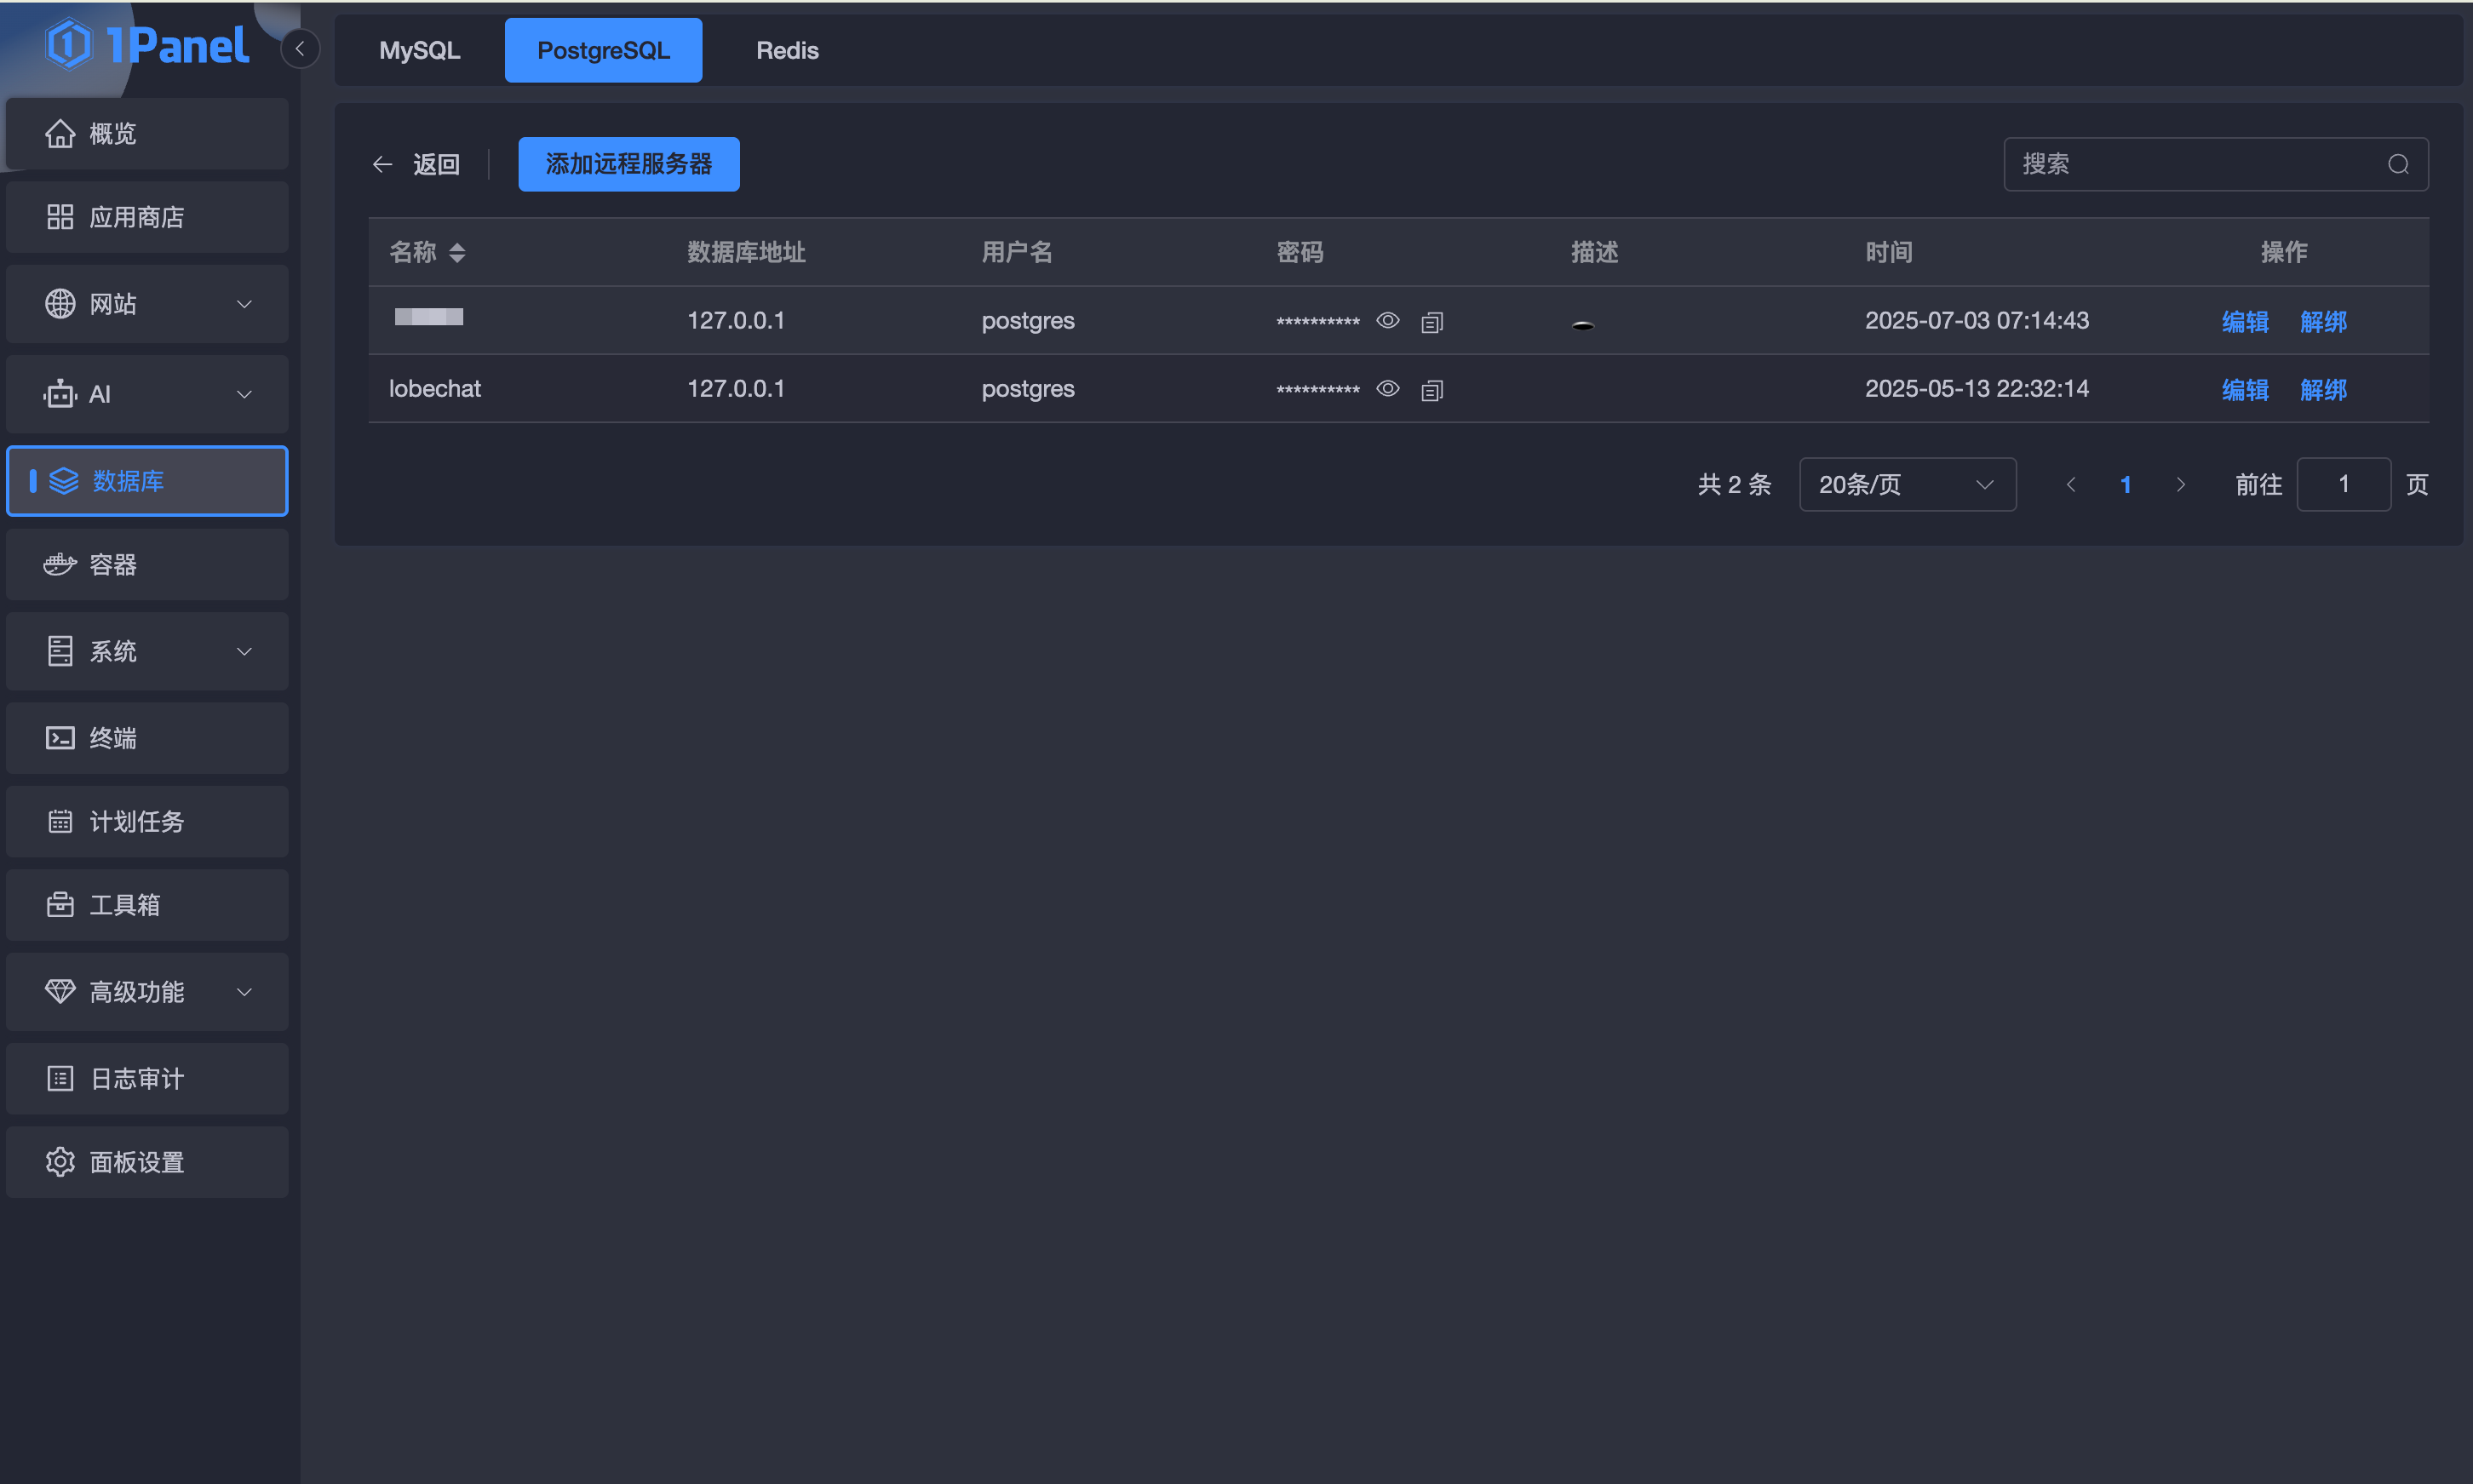 1Panel
MySQL PostgreSQL Redis
概览
应用商店
网站
AI
数据库
容器
系统
终端
计划任务
工具箱
高级功能
日志审计
面板设置
返回 添加远程服务器 搜索
名称 数据库地址 用户名 密码 描述 时间 操作
127.0.0.1 postgres ********** 2025-07-03 07:14:43 编辑 解绑
lobechat 127.0.0.1 postgres ********** 2025-05-13 22:32:14 编辑 解绑
共 2 条 20条/页 1 前往 1 页